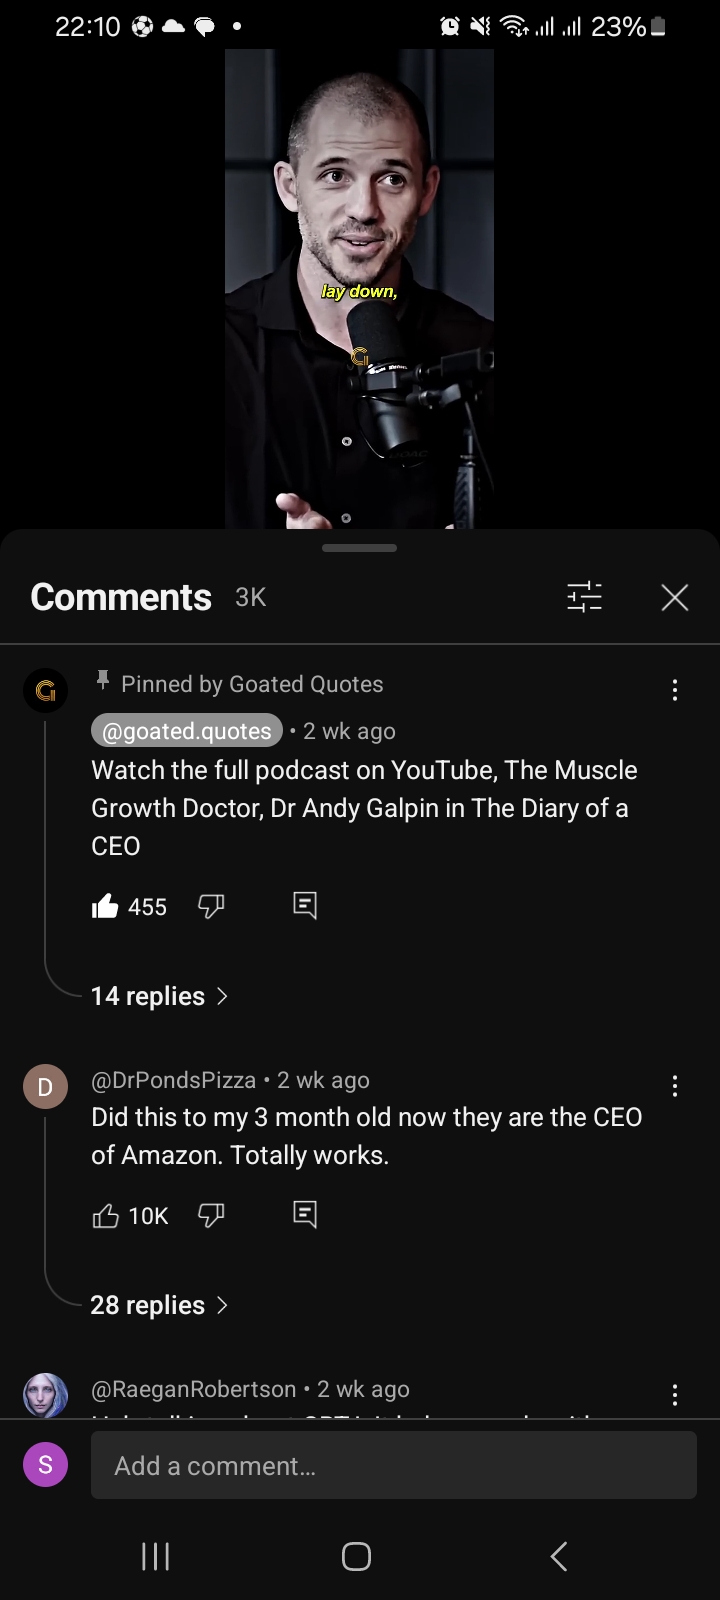 22:10
23%
lay down,
DOAC
Comments 3K
Pinned by Goated Quotes
@goated.quotes • 2 wk ago
Watch the full podcast on YouTube, The Muscle
Growth Doctor, Dr Andy Galpin in The Diary of a
CEO
455
14 replies
D
@DrPondsPizza • 2 wk ago
Did this to my 3 month old now they are the CEO
of Amazon. Totally works.
10K
28 replies
@RaeganRobertson • 2 wk ago
S
Add a comment...